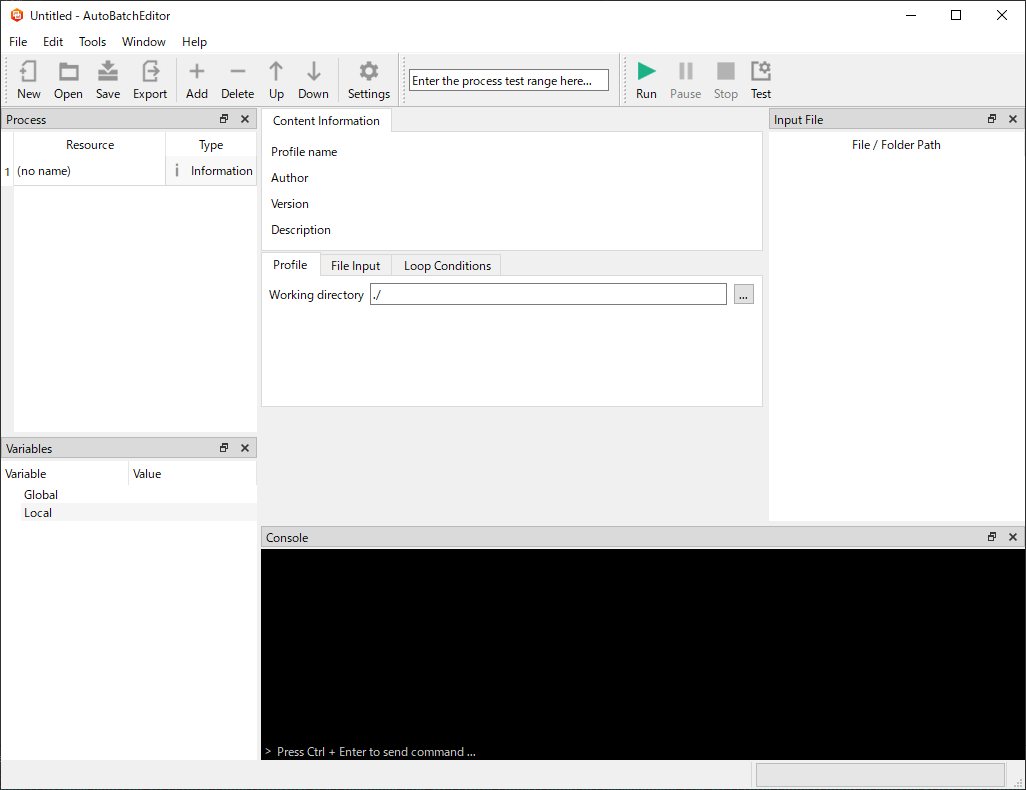 Untitled - AutoBatchEditor
File Edit Tools Window Help
New Open Save Export Add Delete Up Down Settings Enter the process test range here... Run Pause Stop Test
Process
Resource Type
1 (no name) Information
Variables
Variable Value
Global
Local
Content Information
Profile name
Author
Version
Description
Profile File Input Loop Conditions
Working directory ./ ...
Input File
File / Folder Path
Console
> Press Ctrl + Enter to send command ...